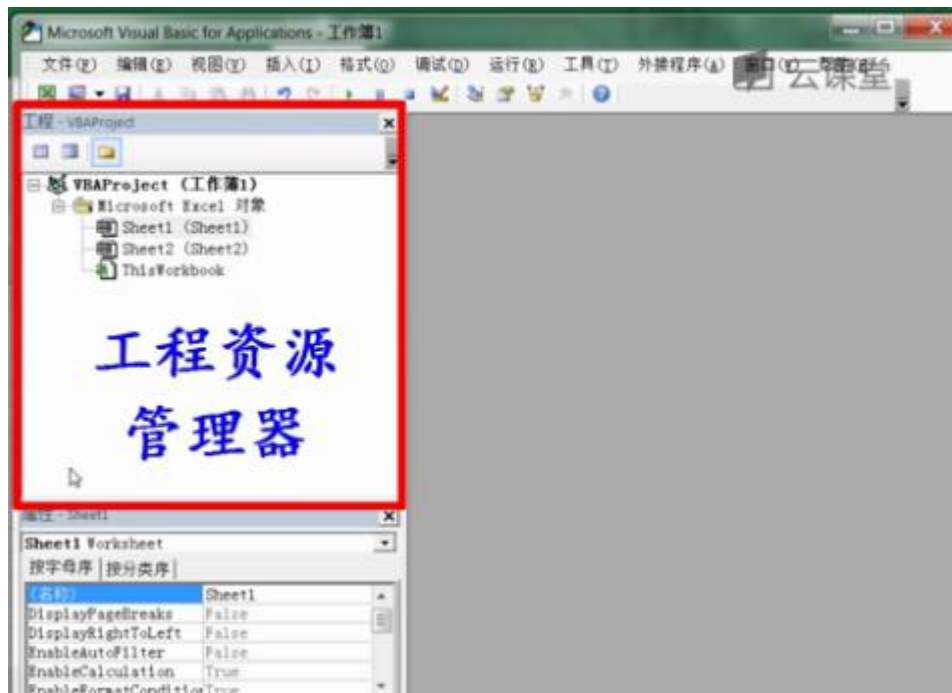 Microsoft Visual Basic for Applications - 工作簿1
文件(F) 编辑(E) 视图(V) 插入(I) 格式(O) 调试(D) 运行(R) 工具(T) 外接程序(A) 窗口(W)
云课堂
工程 - VBAProject
VBAProject (工作簿1)
Microsoft Excel 对象
Sheet1 (Sheet1)
Sheet2 (Sheet2)
ThisWorkbook
工程资源
管理器
属性 - Sheet1
Sheet1 Worksheet
按字母序 按分类序
(名称) Sheet1
DisplayPageBreaks False
DisplayRightToLeft False
EnableAutoFilter False
EnableCalculation True
EnableFormatConditio True